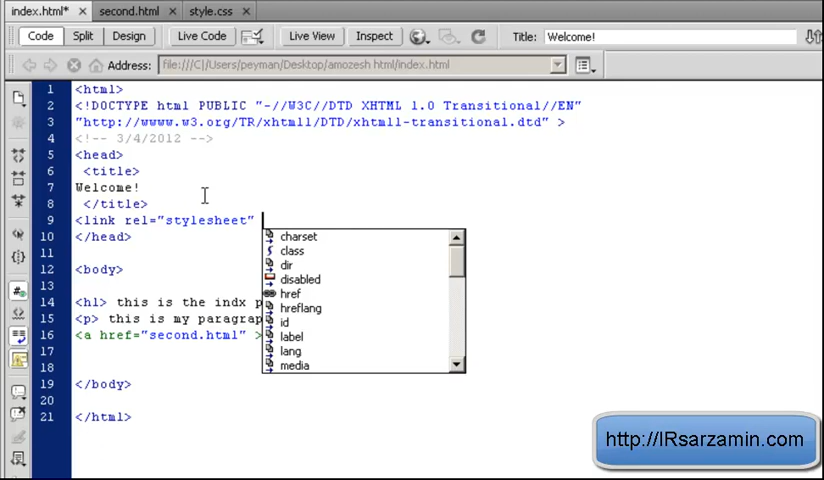 index.html* × second.html × style.css ×
Code Split Design Live Code Live View Inspect Title: Welcome!
Address: file:///C|/Users/peyman/Desktop/amozesh html/index.html
1 <html>
2 <!DOCTYPE html PUBLIC "-//W3C//DTD XHTML 1.0 Transitional//EN"
3 "http://wwww.w3.org/TR/xhtml1/DTD/xhtml1-transitional.dtd" >
4 <!-- 3/4/2012 -->
5 <head>
6 <title>
7 Welcome!
8 </title>
9 <link rel="stylesheet"
10 </head>
11
12 <body>
13
14 <h1> this is the indx p
15 <p> this is my paragrap
16 <a href="second.html" >
17
18
19 </body>
20
21 </html>
charset
class
dir
disabled
href
hreflang
id
label
lang
media
http://IRsarzamin.com